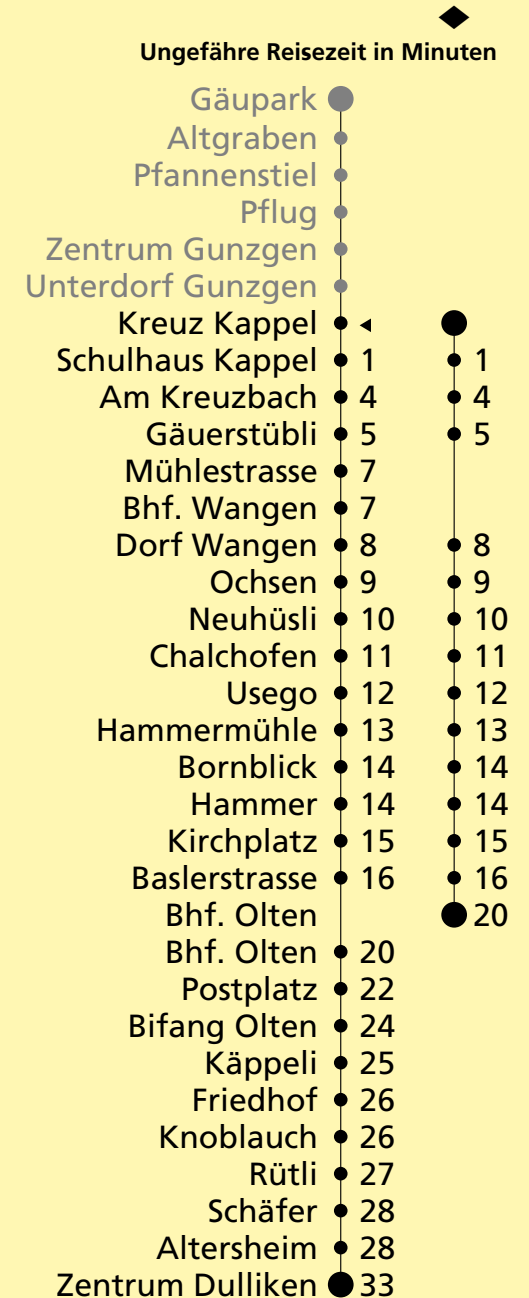 Ungefähre Reisezeit in Minuten
Gäupark
Altgraben
Pfannenstiel
Pflug
Zentrum Gunzgen
Unterdorf Gunzgen
Kreuz Kappel
Schulhaus Kappel 1 1
Am Kreuzbach 4 4
Gäuerstübli 5 5
Mühlestrasse 7
Bhf. Wangen 7
Dorf Wangen 8 8
Ochsen 9 9
Neuhüsli 10 10
Chalchofen 11 11
Usego 12 12
Hammermühle 13 13
Bornblick 14 14
Hammer 14 14
Kirchplatz 15 15
Baslerstrasse 16 16
Bhf. Olten 20
Bhf. Olten 20
Postplatz 22
Bifang Olten 24
Käppeli 25
Friedhof 26
Knoblauch 26
Rütli 27
Schäfer 28
Altersheim 28
Zentrum Dulliken 33